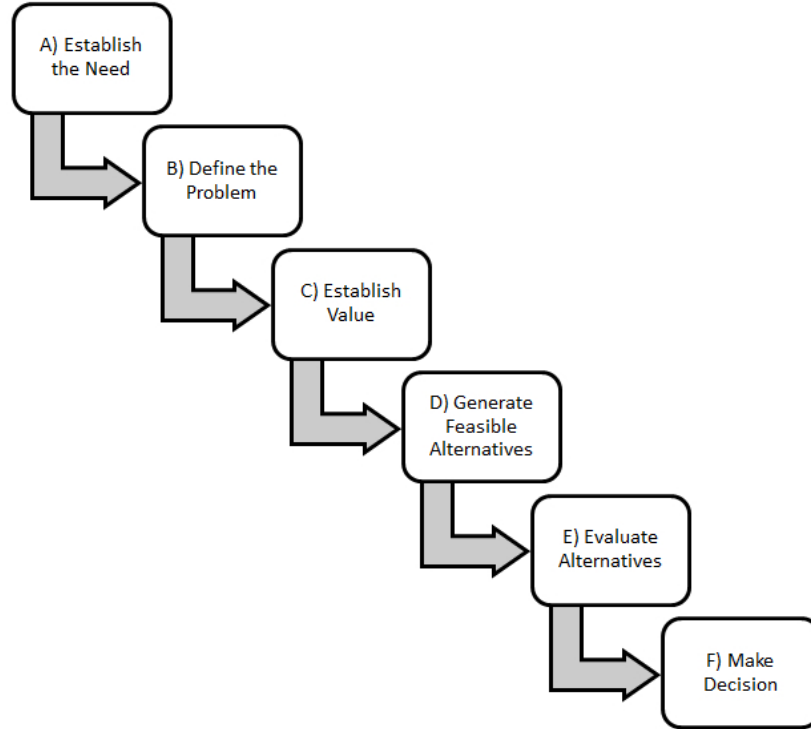 A) Establish
the Need
B) Define the
Problem
C) Establish
Value
D) Generate
Feasible
Alternatives
E) Evaluate
Alternatives
F) Make
Decision